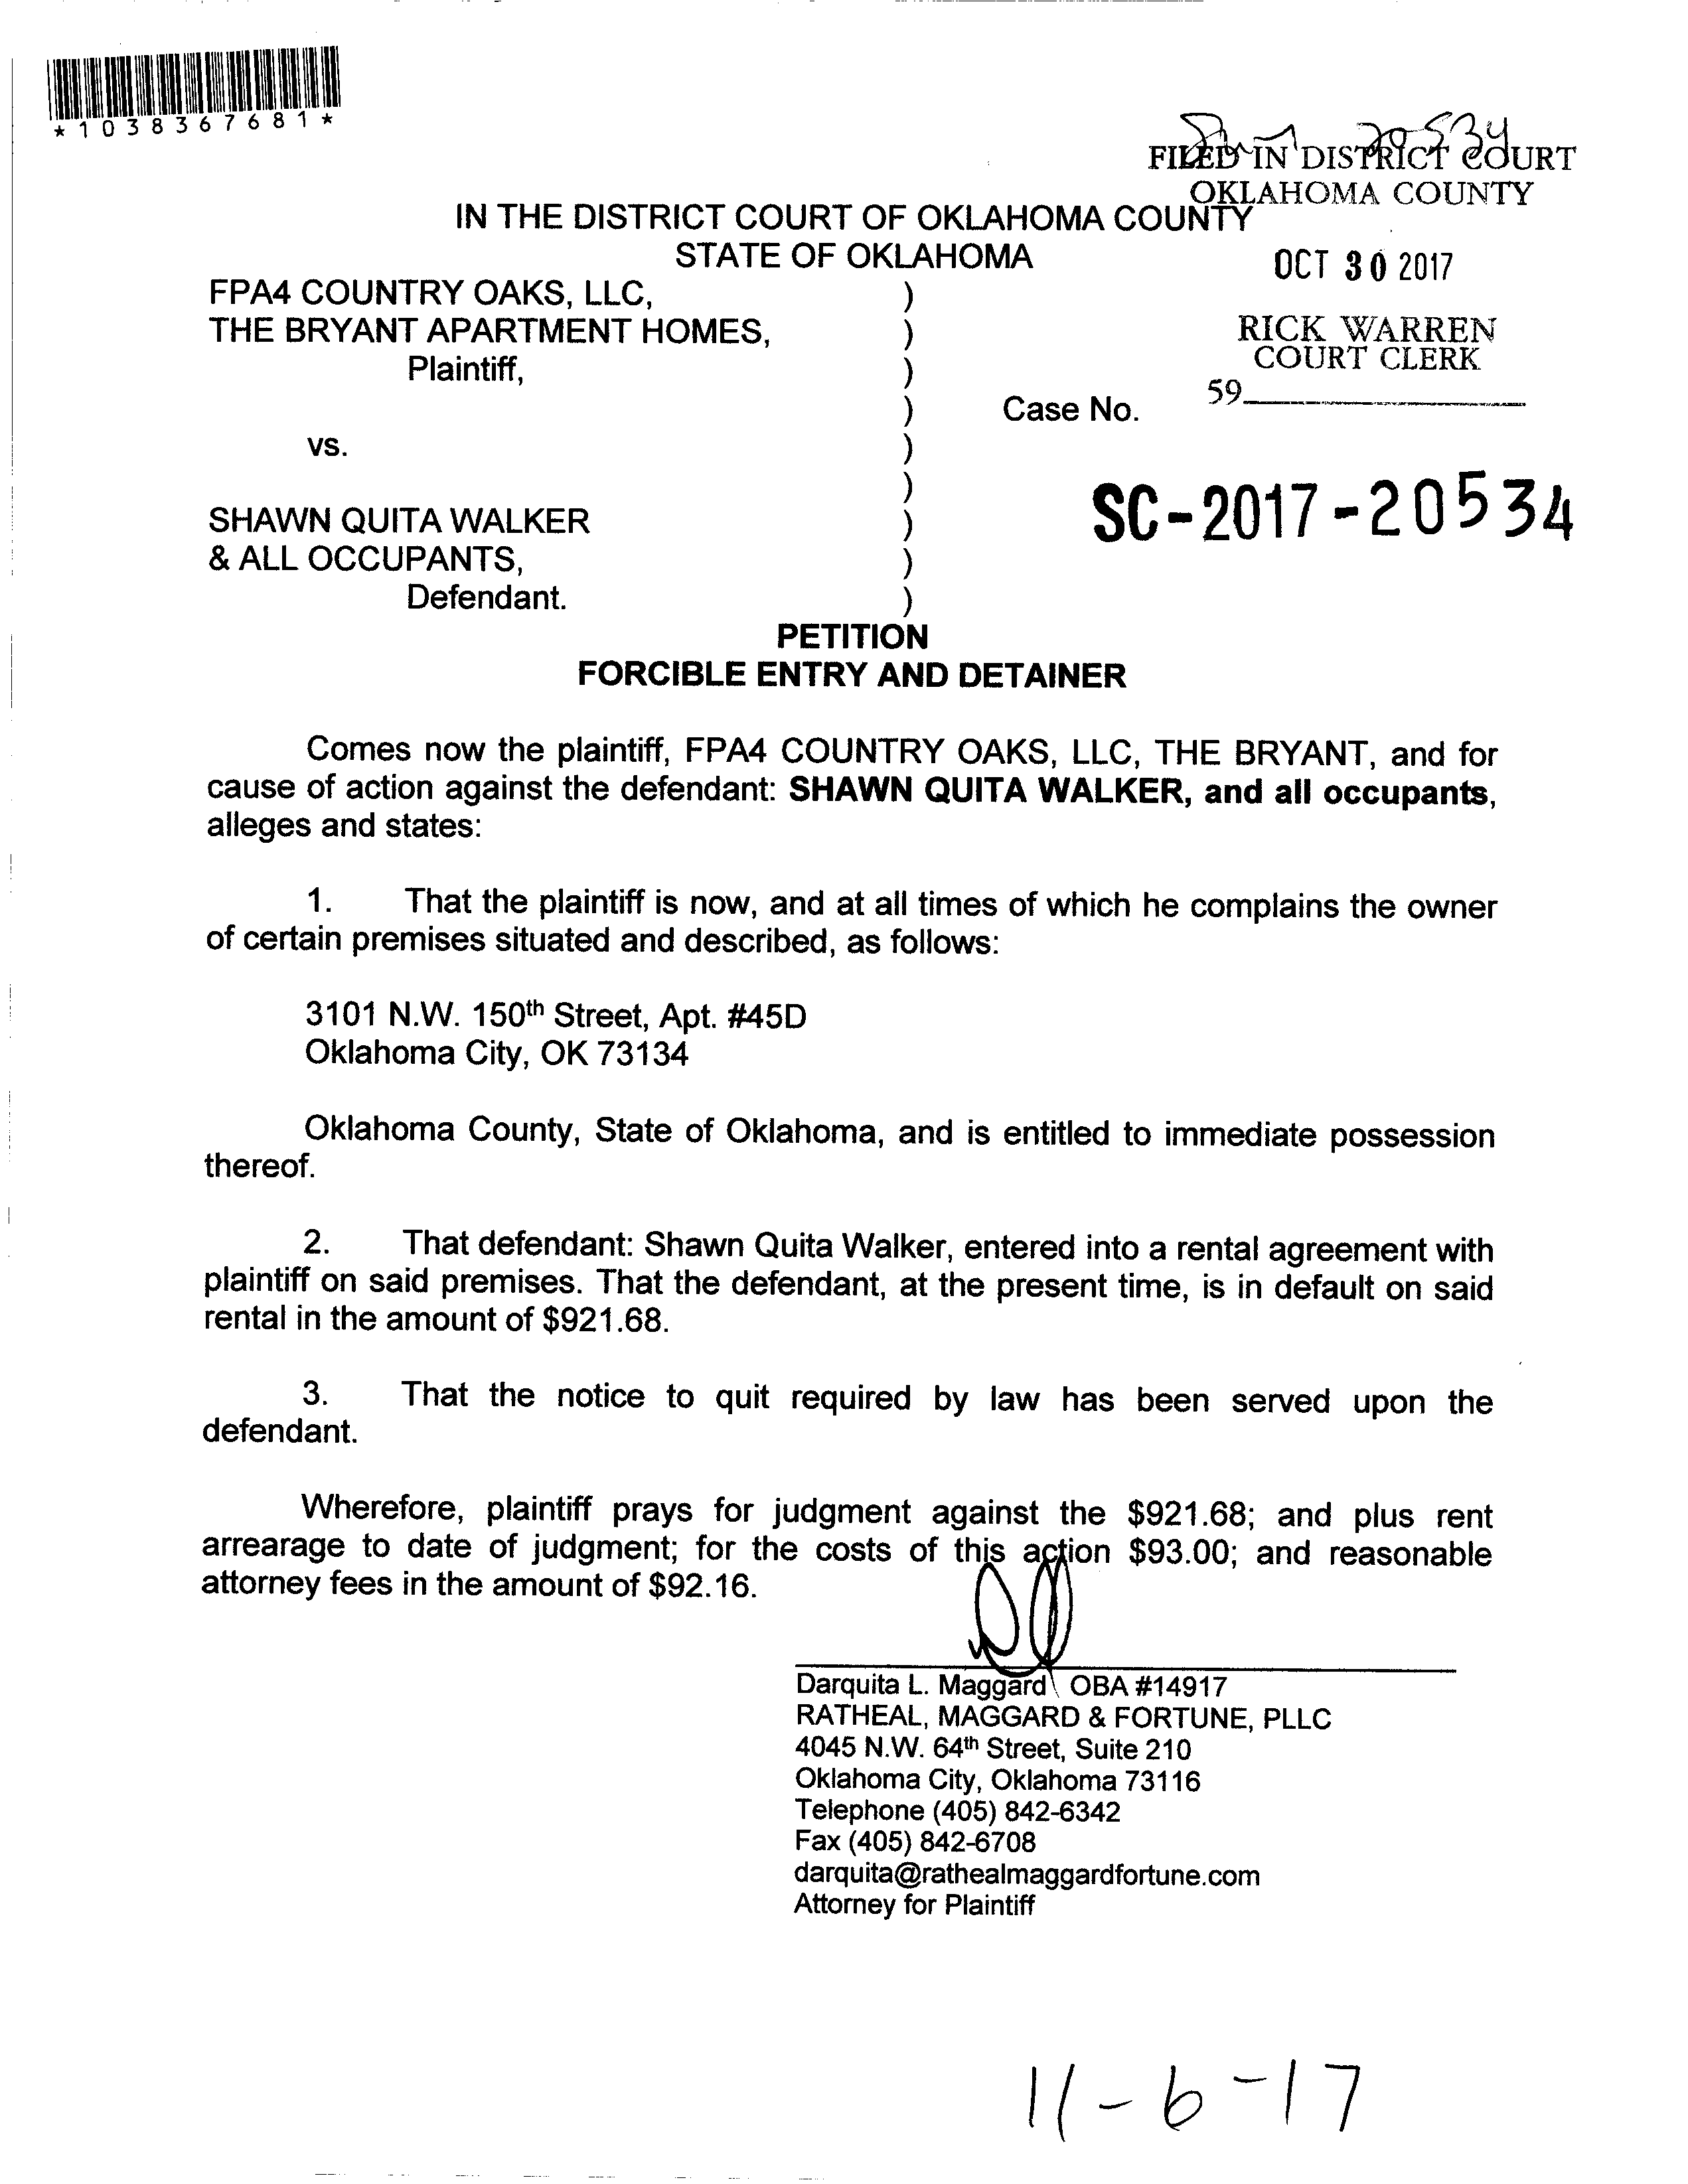 *1038367681*
20534
FILED IN DISTRICT COURT
OKLAHOMA COUNTY
IN THE DISTRICT COURT OF OKLAHOMA COUNTY
STATE OF OKLAHOMA
OCT 30 2017
FPA4 COUNTRY OAKS, LLC, )
THE BRYANT APARTMENT HOMES, )
RICK WARREN
COURT CLERK
Plaintiff, )
59
) Case No.
vs. )
)
SC-2017-20534
SHAWN QUITA WALKER )
& ALL OCCUPANTS, )
Defendant. )
PETITION
FORCIBLE ENTRY AND DETAINER
Comes now the plaintiff, FPA4 COUNTRY OAKS, LLC, THE BRYANT, and for
cause of action against the defendant: SHAWN QUITA WALKER, and all occupants,
alleges and states:
1. That the plaintiff is now, and at all times of which he complains the owner
of certain premises situated and described, as follows:
3101 N.W. 150th Street, Apt. #45D
Oklahoma City, OK 73134
Oklahoma County, State of Oklahoma, and is entitled to immediate possession
thereof.
2. That defendant: Shawn Quita Walker, entered into a rental agreement with
plaintiff on said premises. That the defendant, at the present time, is in default on said
rental in the amount of $921.68.
3. That the notice to quit required by law has been served upon the
defendant.
Wherefore, plaintiff prays for judgment against the $921.68; and plus rent
arrearage to date of judgment; for the costs of this action $93.00; and reasonable
attorney fees in the amount of $92.16.
Darquita L. Maggard OBA #14917
RATHEAL, MAGGARD & FORTUNE, PLLC
4045 N.W. 64th Street, Suite 210
Oklahoma City, Oklahoma 73116
Telephone (405) 842-6342
Fax (405) 842-6708
darquita@rathealmaggardfortune.com
Attorney for Plaintiff
11-6-17